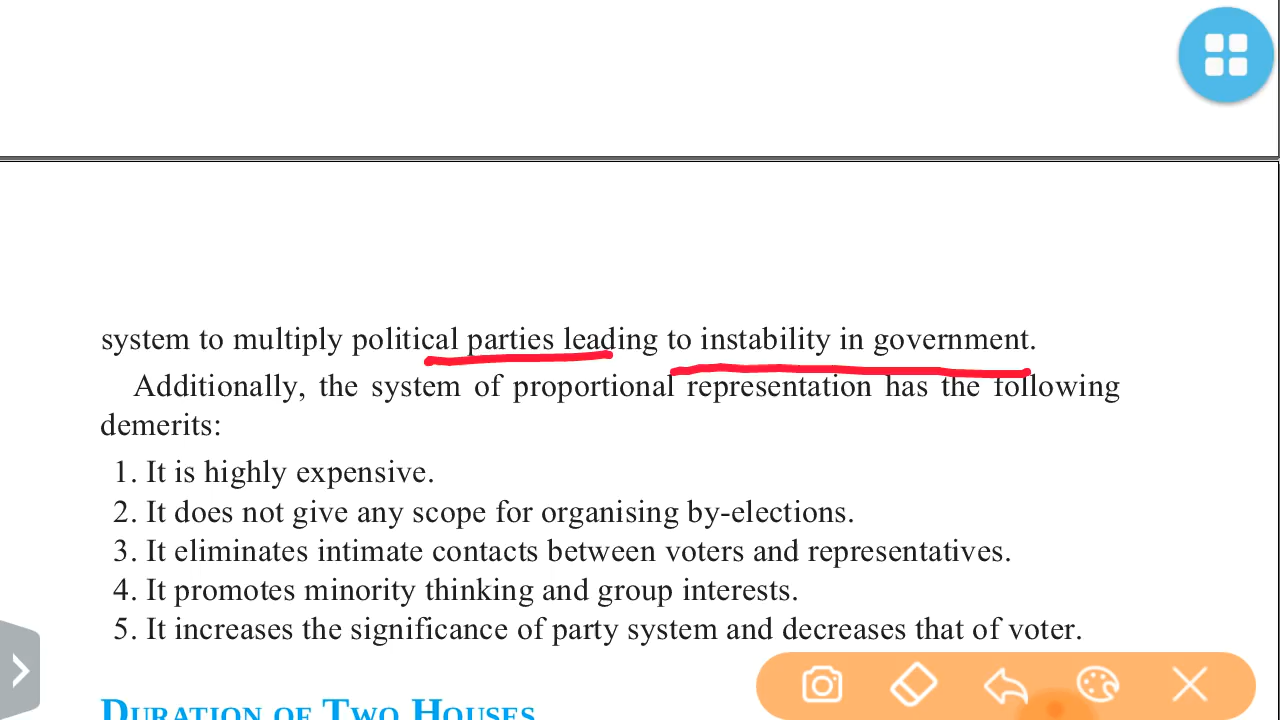 system to multiply political parties leading to instability in government.
Additionally, the system of proportional representation has the following
demerits:
1. It is highly expensive.
2. It does not give any scope for organising by-elections.
3. It eliminates intimate contacts between voters and representatives.
4. It promotes minority thinking and group interests.
5. It increases the significance of party system and decreases that of voter.
DURATION OF TWO HOUSES